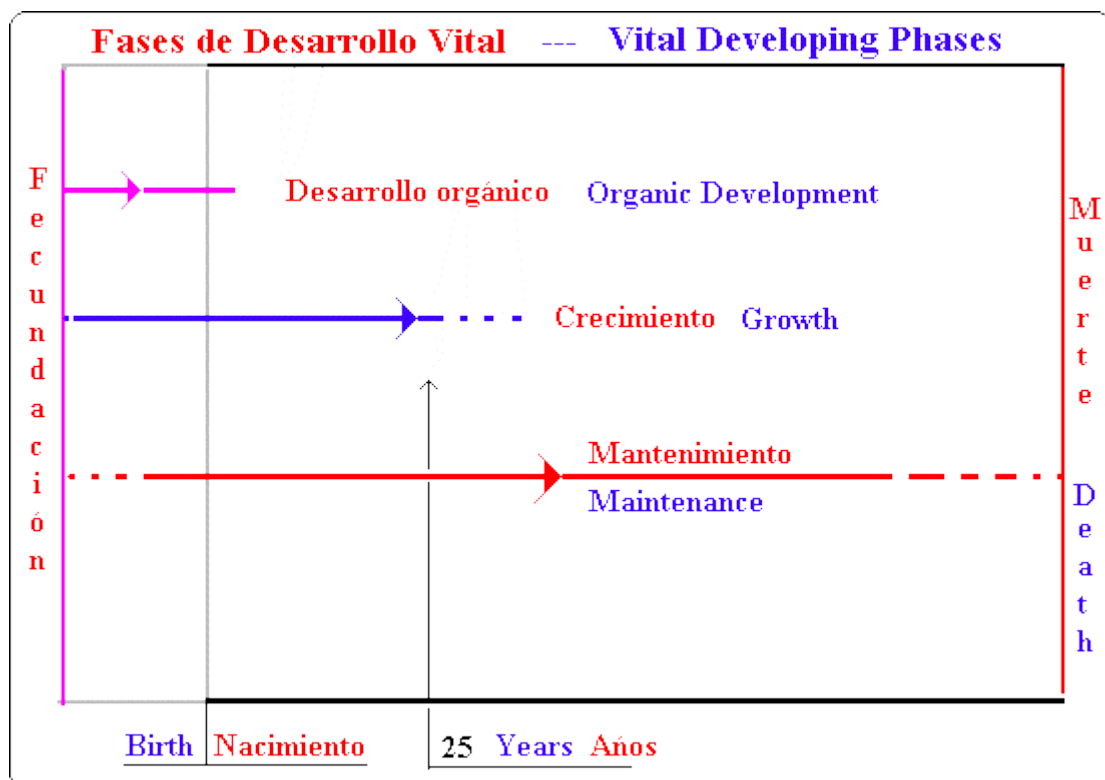 Fases de Desarrollo Vital --- Vital Developing Phases
Fecundación
Desarrollo orgánico Organic Development
Crecimiento Growth
Mantenimiento
Maintenance
Muerte
Death
Birth Nacimiento
25 Years Años